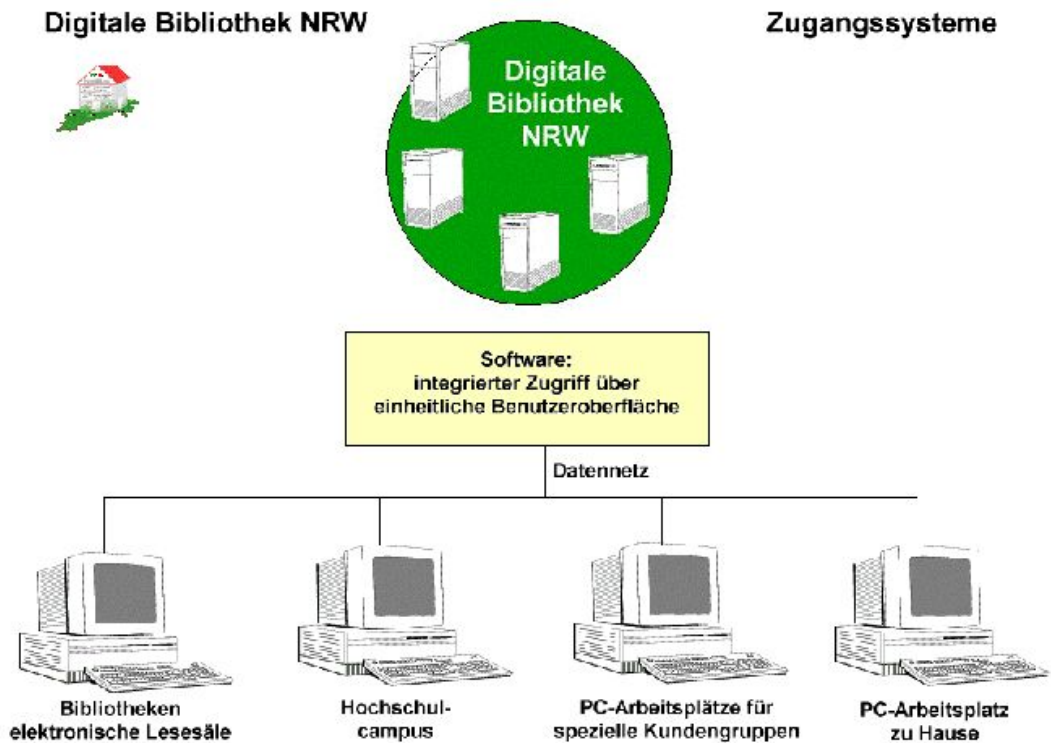 Digitale Bibliothek NRW
Zugangssysteme
Digitale
Bibliothek
NRW
Software:
integrierter Zugriff über
einheitliche Benutzeroberfläche
Datennetz
Bibliotheken
elektronische Lesesäle
Hochschul-
campus
PC-Arbeitsplätze für
spezielle Kundengruppen
PC-Arbeitsplatz
zu Hause